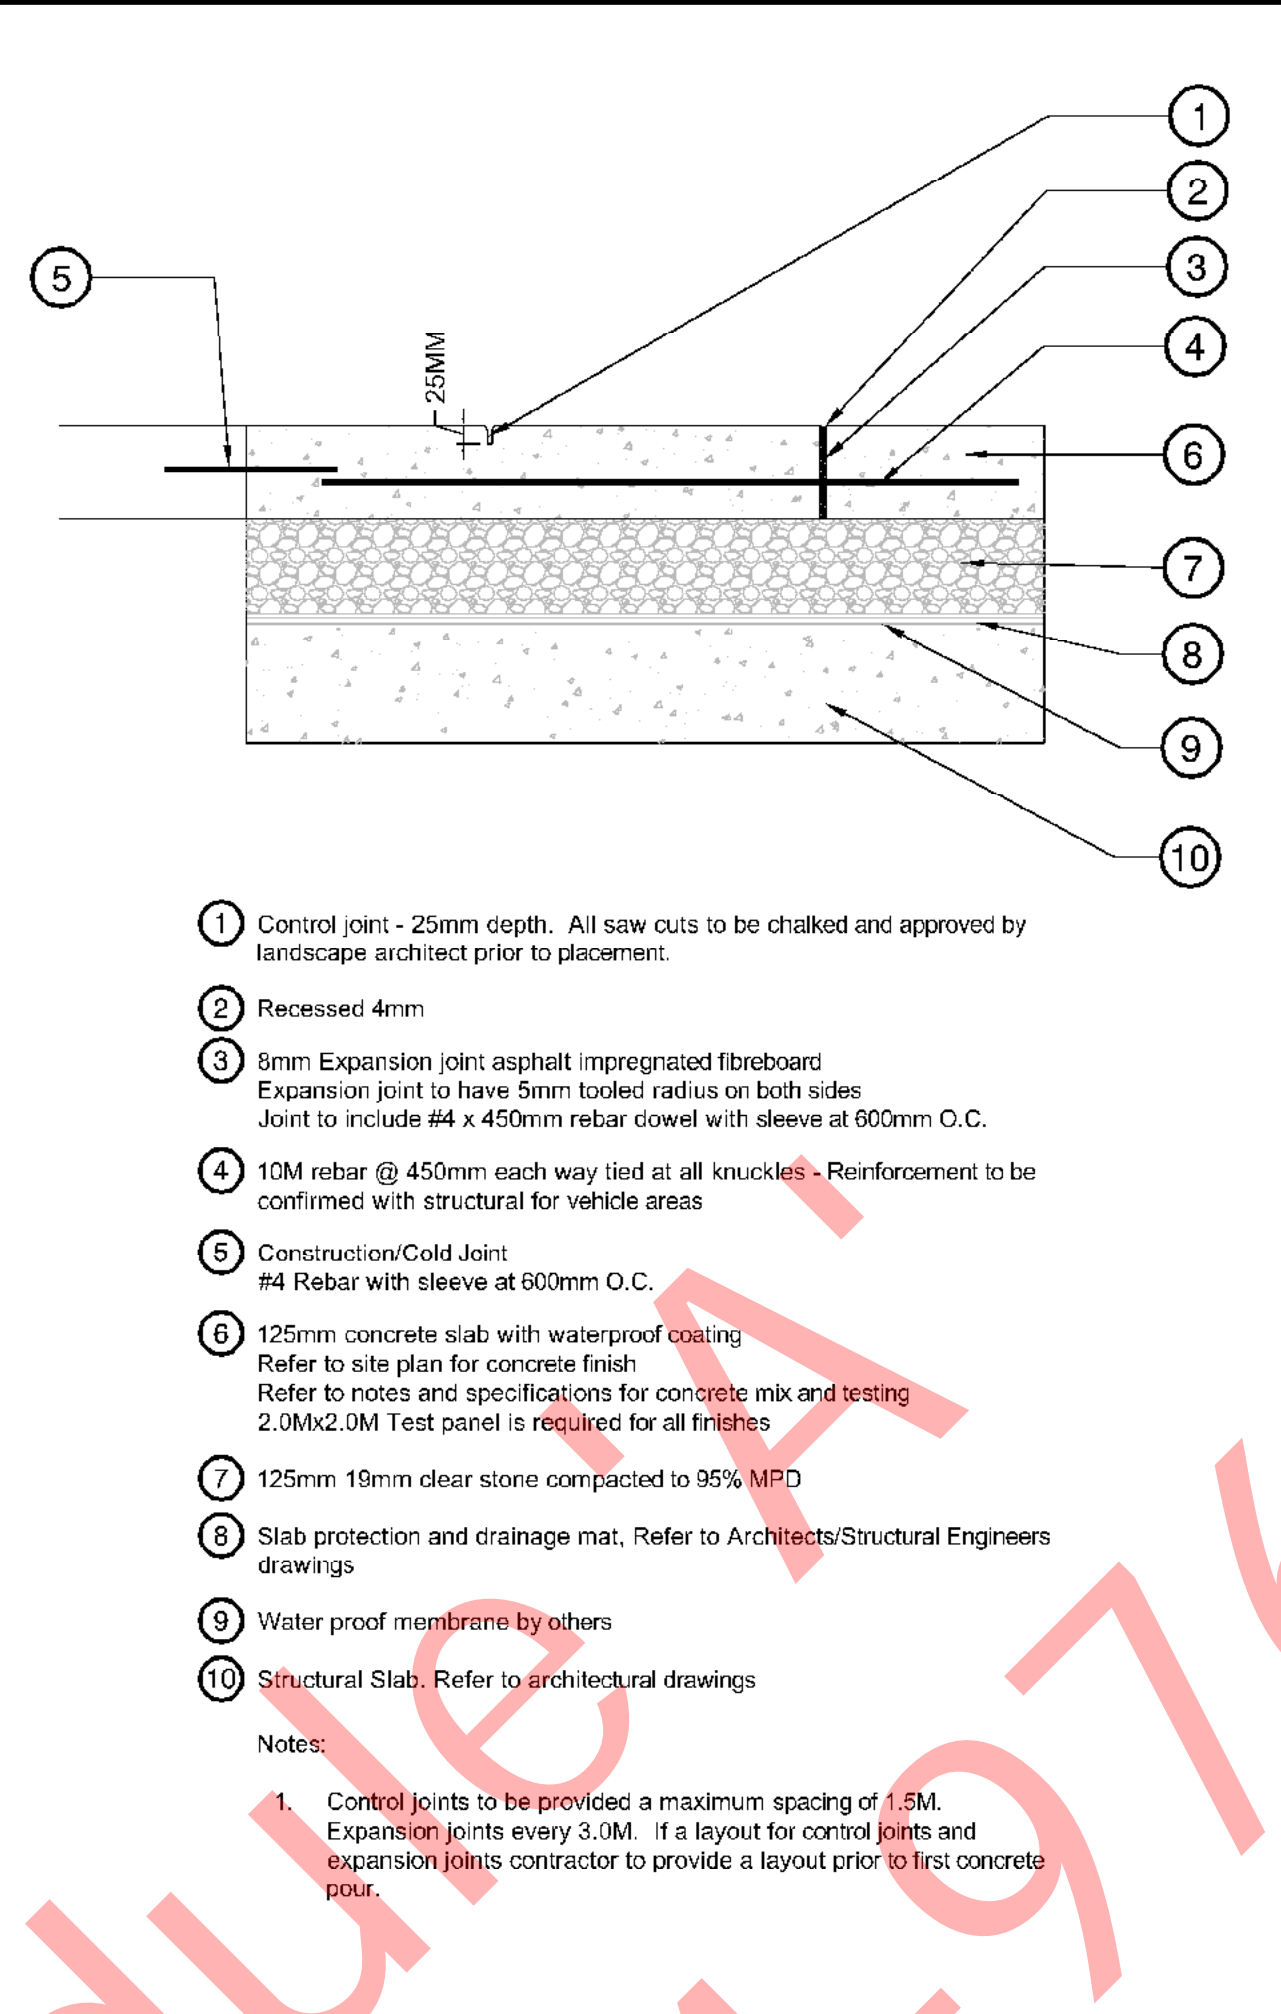 1
2
3
4
5
25MM
6
7
8
9
10
1 Control joint - 25mm depth. All saw cuts to be chalked and approved by
landscape architect prior to placement.
2 Recessed 4mm
3 8mm Expansion joint asphalt impregnated fibreboard
Expansion joint to have 5mm tooled radius on both sides
Joint to include #4 x 450mm rebar dowel with sleeve at 600mm O.C.
4 10M rebar @ 450mm each way tied at all knuckles - Reinforcement to be
confirmed with structural for vehicle areas
5 Construction/Cold Joint
#4 Rebar with sleeve at 600mm O.C.
6 125mm concrete slab with waterproof coating
Refer to site plan for concrete finish
Refer to notes and specifications for concrete mix and testing
2.0Mx2.0M Test panel is required for all finishes
7 125mm 19mm clear stone compacted to 95% MPD
8 Slab protection and drainage mat, Refer to Architects/Structural Engineers
drawings
9 Water proof membrane by others
10 Structural Slab. Refer to architectural drawings
Notes:
1. Control joints to be provided a maximum spacing of 1.5M.
Expansion joints every 3.0M. If a layout for control joints and
expansion joints contractor to provide a layout prior to first concrete
pour.
dule 'A'
976